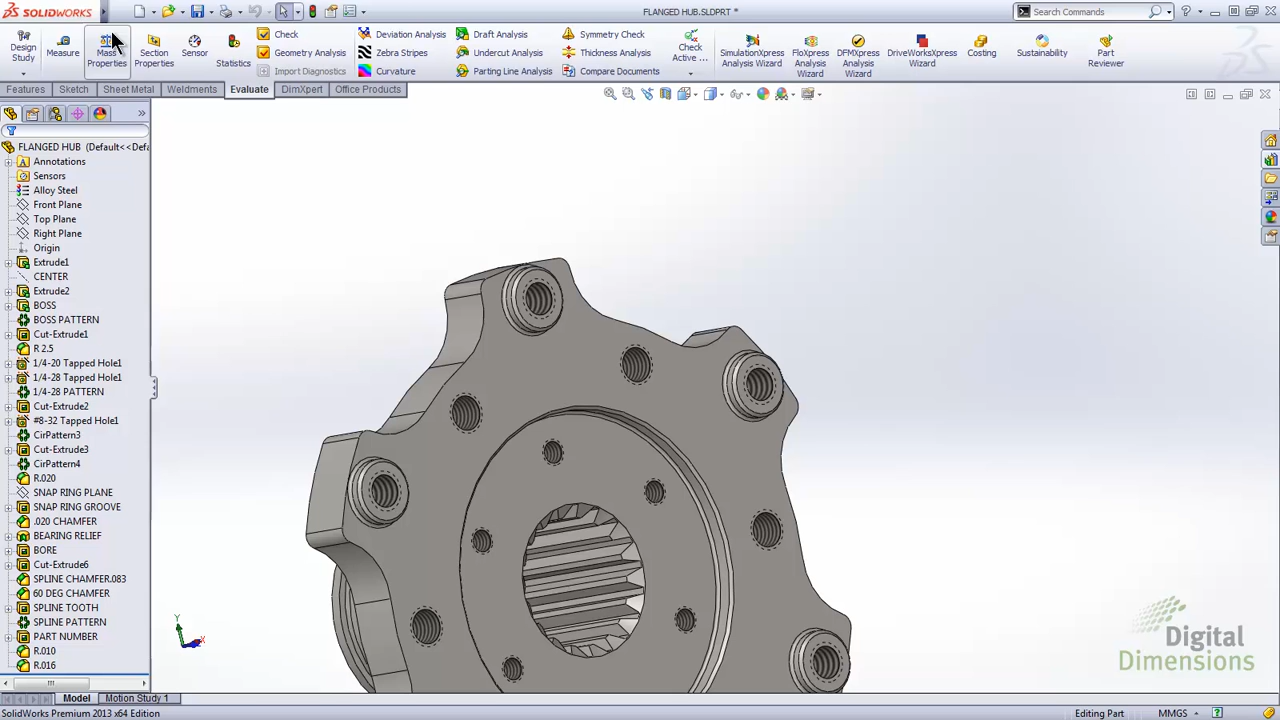 SOLIDWORKS
FLANGED HUB.SLDPRT *
Search Commands
Design Study
Measure
Mass Properties
Section Properties
Sensor
Statistics
Check
Geometry Analysis
Import Diagnostics
Deviation Analysis
Zebra Stripes
Curvature
Draft Analysis
Undercut Analysis
Parting Line Analysis
Symmetry Check
Thickness Analysis
Compare Documents
Check Active ...
SimulationXpress Analysis Wizard
FloXpress Analysis Wizard
DFMXpress Analysis Wizard
DriveWorksXpress Wizard
Sustainability
Part Reviewer
Features
Sketch
Sheet Metal
Weldments
Evaluate
DimXpert
Office Products
FLANGED HUB (Default<<Defa
Annotations
Sensors
Alloy Steel
Front Plane
Top Plane
Right Plane
Origin
Extrude1
CENTER
Extrude2
BOSS
BOSS PATTERN
Cut-Extrude1
R 2.5
1/4-20 Tapped Hole1
1/4-28 Tapped Hole1
1/4-28 PATTERN
Cut-Extrude2
#8-32 Tapped Hole1
CirPattern3
Cut-Extrude3
CirPattern4
R.020
SNAP RING PLANE
SNAP RING GROOVE
.020 CHAMFER
BEARING RELIEF
BORE
Cut-Extrude6
SPLINE CHAMFER.083
60 DEG CHAMFER
SPLINE TOOTH
SPLINE PATTERN
PART NUMBER
R.010
R.016
Y
X
Digital
Dimensions
Model
Motion Study 1
SolidWorks Premium 2013 x64 Edition
Editing Part
MMGS